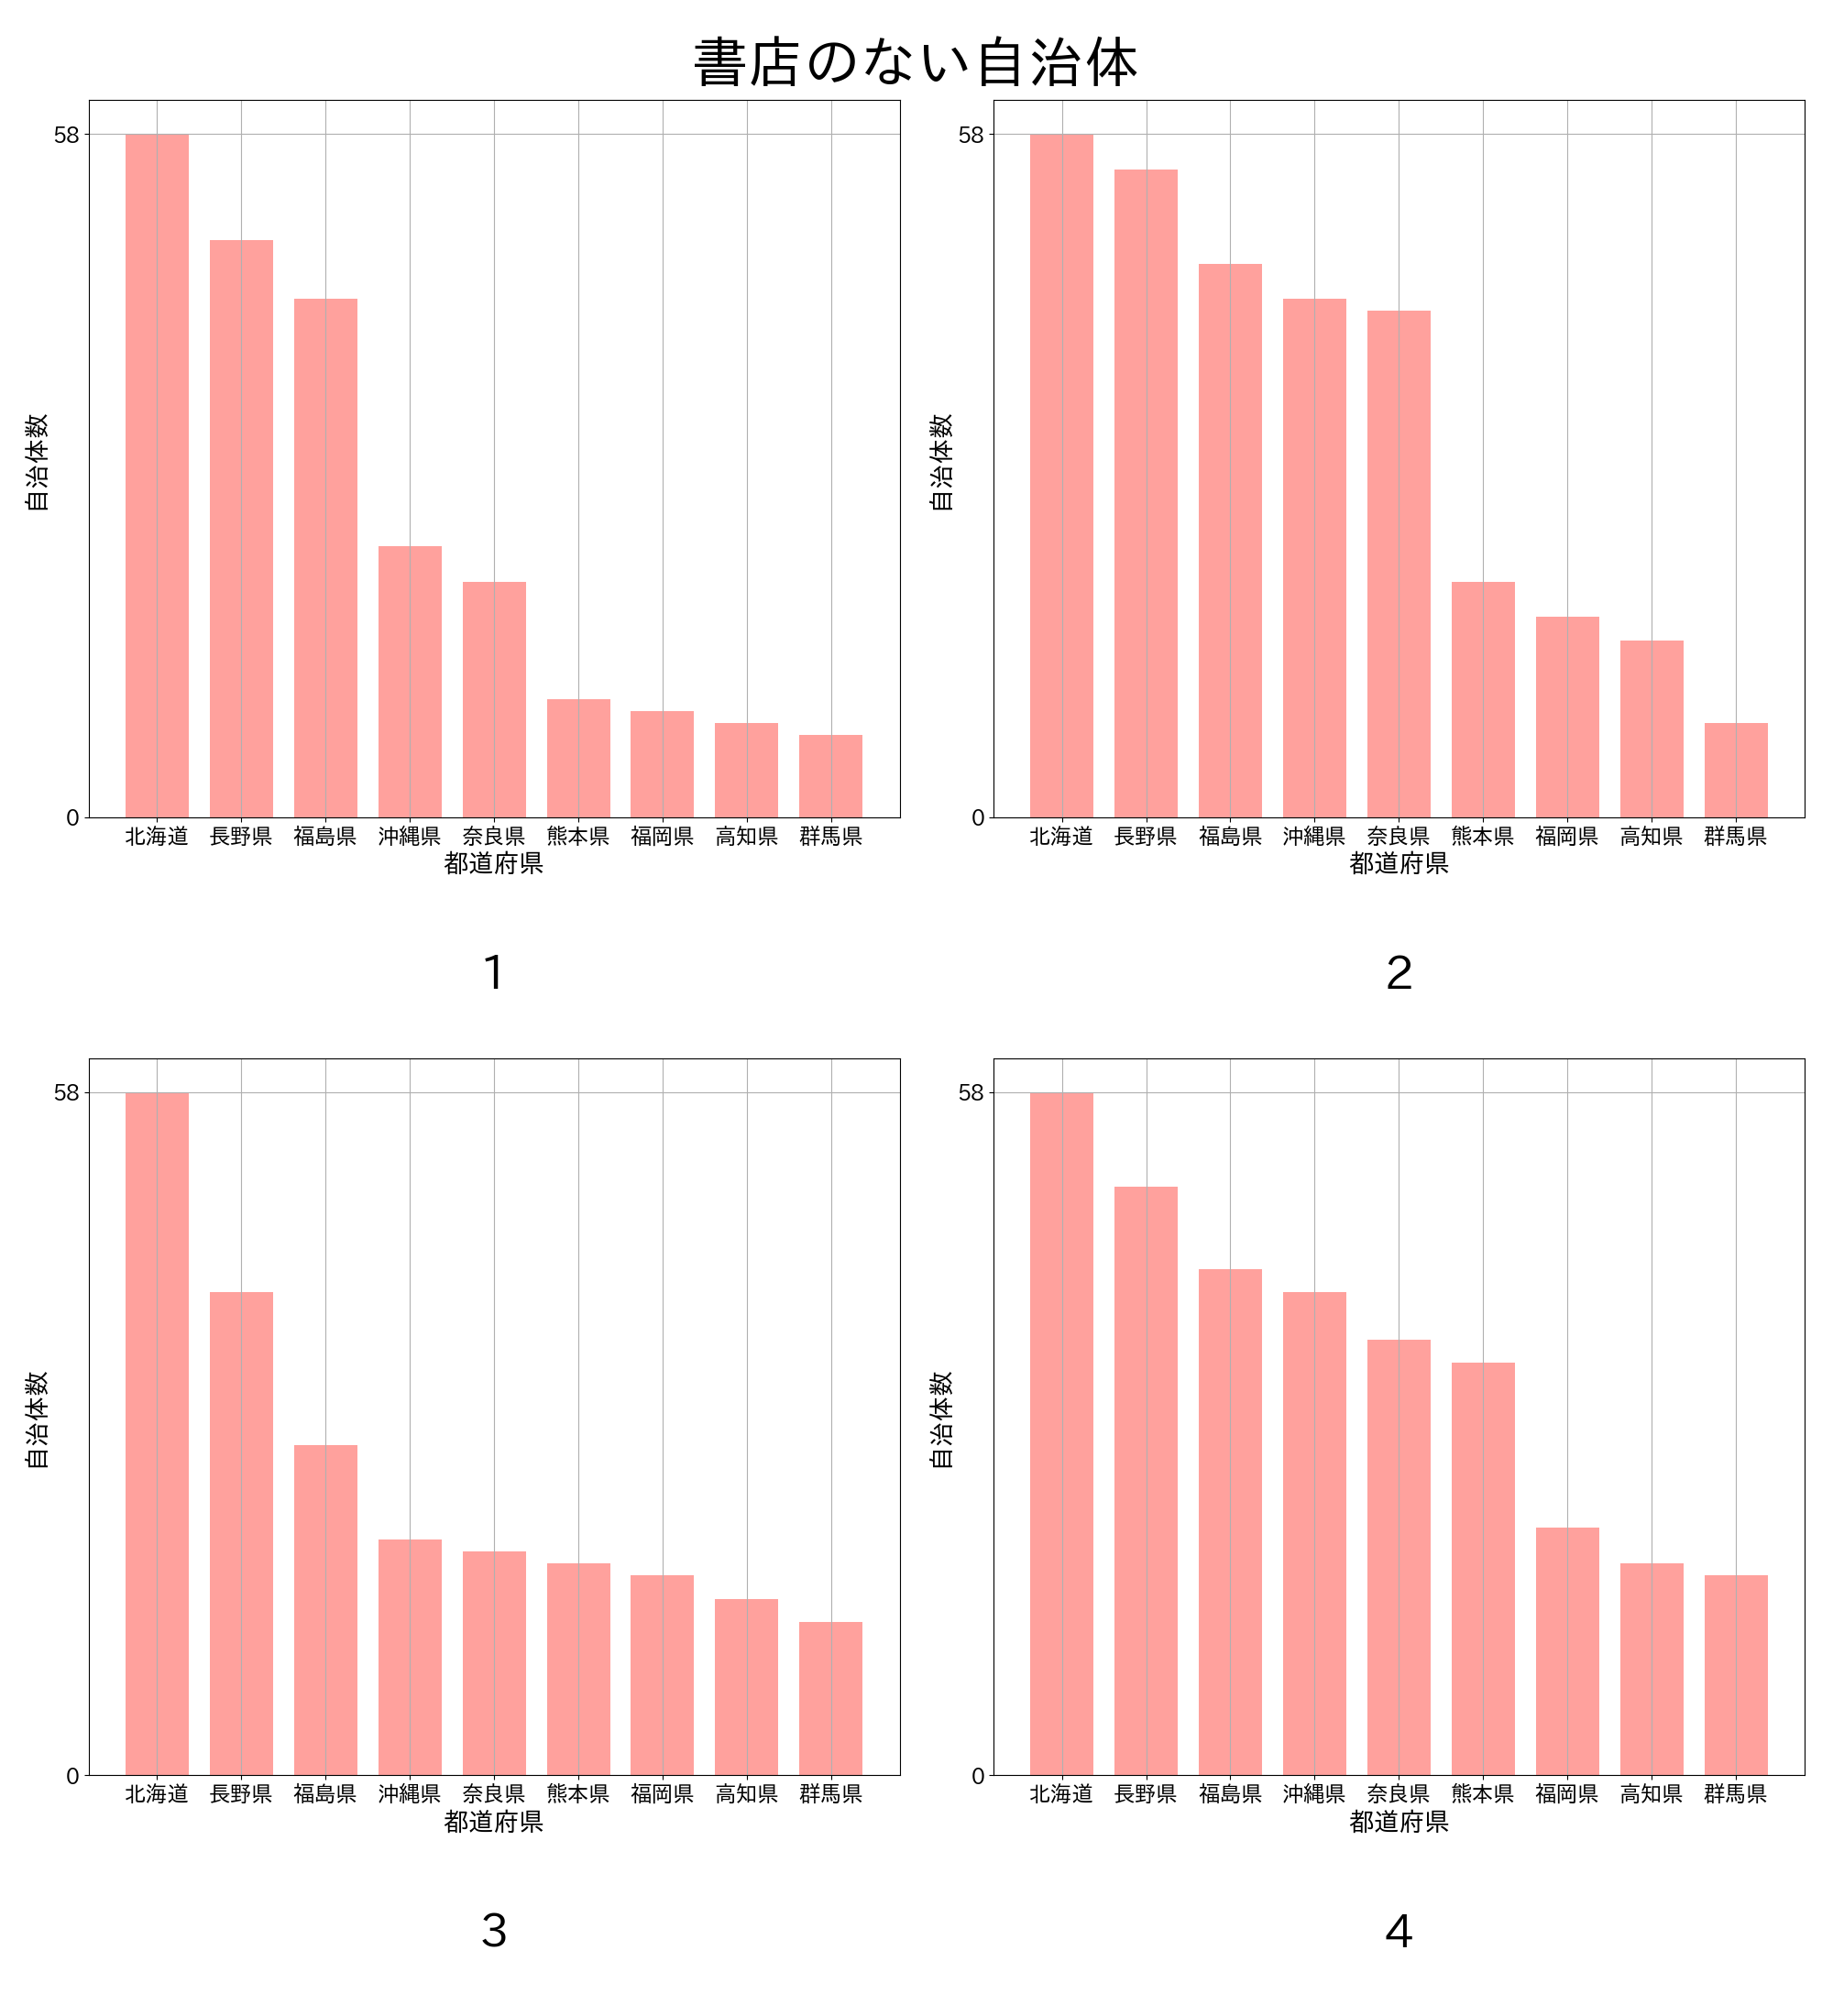 書店のない自治体
58
0
自治体数
北海道 長野県 福島県 沖縄県 奈良県 熊本県 福岡県 高知県 群馬県
都道府県
1
58
0
自治体数
北海道 長野県 福島県 沖縄県 奈良県 熊本県 福岡県 高知県 群馬県
都道府県
2
58
0
自治体数
北海道 長野県 福島県 沖縄県 奈良県 熊本県 福岡県 高知県 群馬県
都道府県
3
58
0
自治体数
北海道 長野県 福島県 沖縄県 奈良県 熊本県 福岡県 高知県 群馬県
都道府県
4